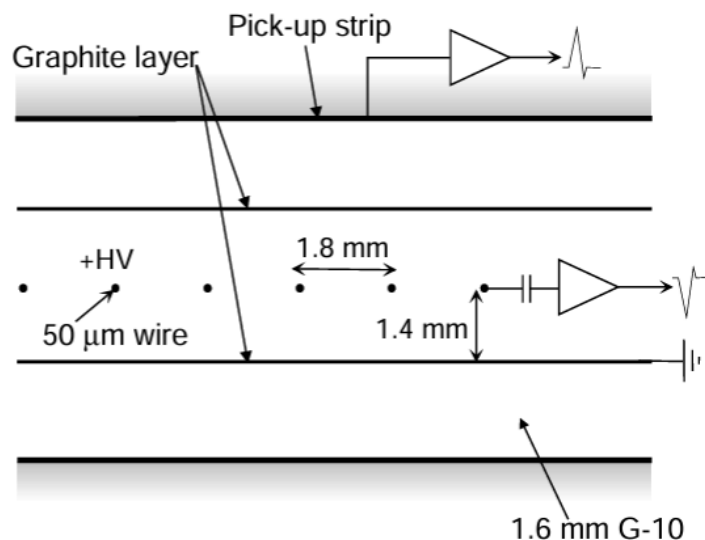 Pick-up strip
Graphite layer
1.8 mm
+HV
50 μm wire
1.4 mm
1.6 mm G-10